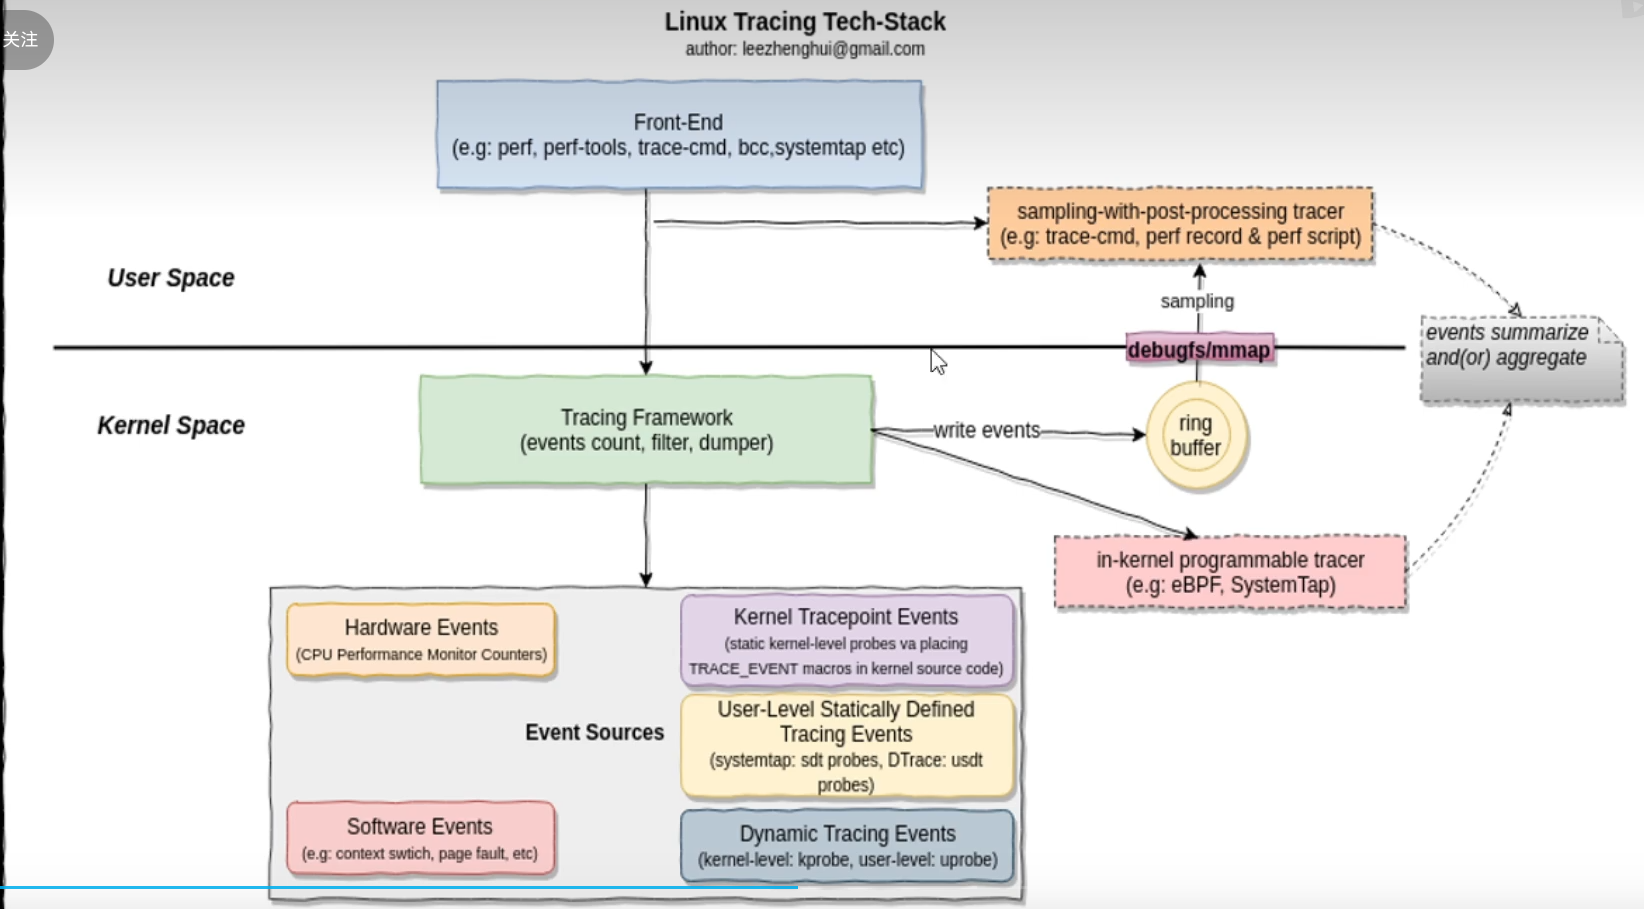 Linux Tracing Tech-Stack
author: leezhenghui@gmail.com
关注
Front-End
(e.g: perf, perf-tools, trace-cmd, bcc,systemtap etc)
sampling-with-post-processing tracer
(e.g: trace-cmd, perf record & perf script)
User Space
sampling
events summarize
and(or) aggregate
debugfs/mmap
Kernel Space
Tracing Framework
(events count, filter, dumper)
write events
ring
buffer
in-kernel programmable tracer
(e.g: eBPF, SystemTap)
Hardware Events
(CPU Performance Monitor Counters)
Kernel Tracepoint Events
(static kernel-level probes va placing
TRACE_EVENT macros in kernel source code)
Event Sources
User-Level Statically Defined
Tracing Events
(systemtap: sdt probes, DTrace: usdt
probes)
Software Events
(e.g: context swtich, page fault, etc)
Dynamic Tracing Events
(kernel-level: kprobe, user-level: uprobe)